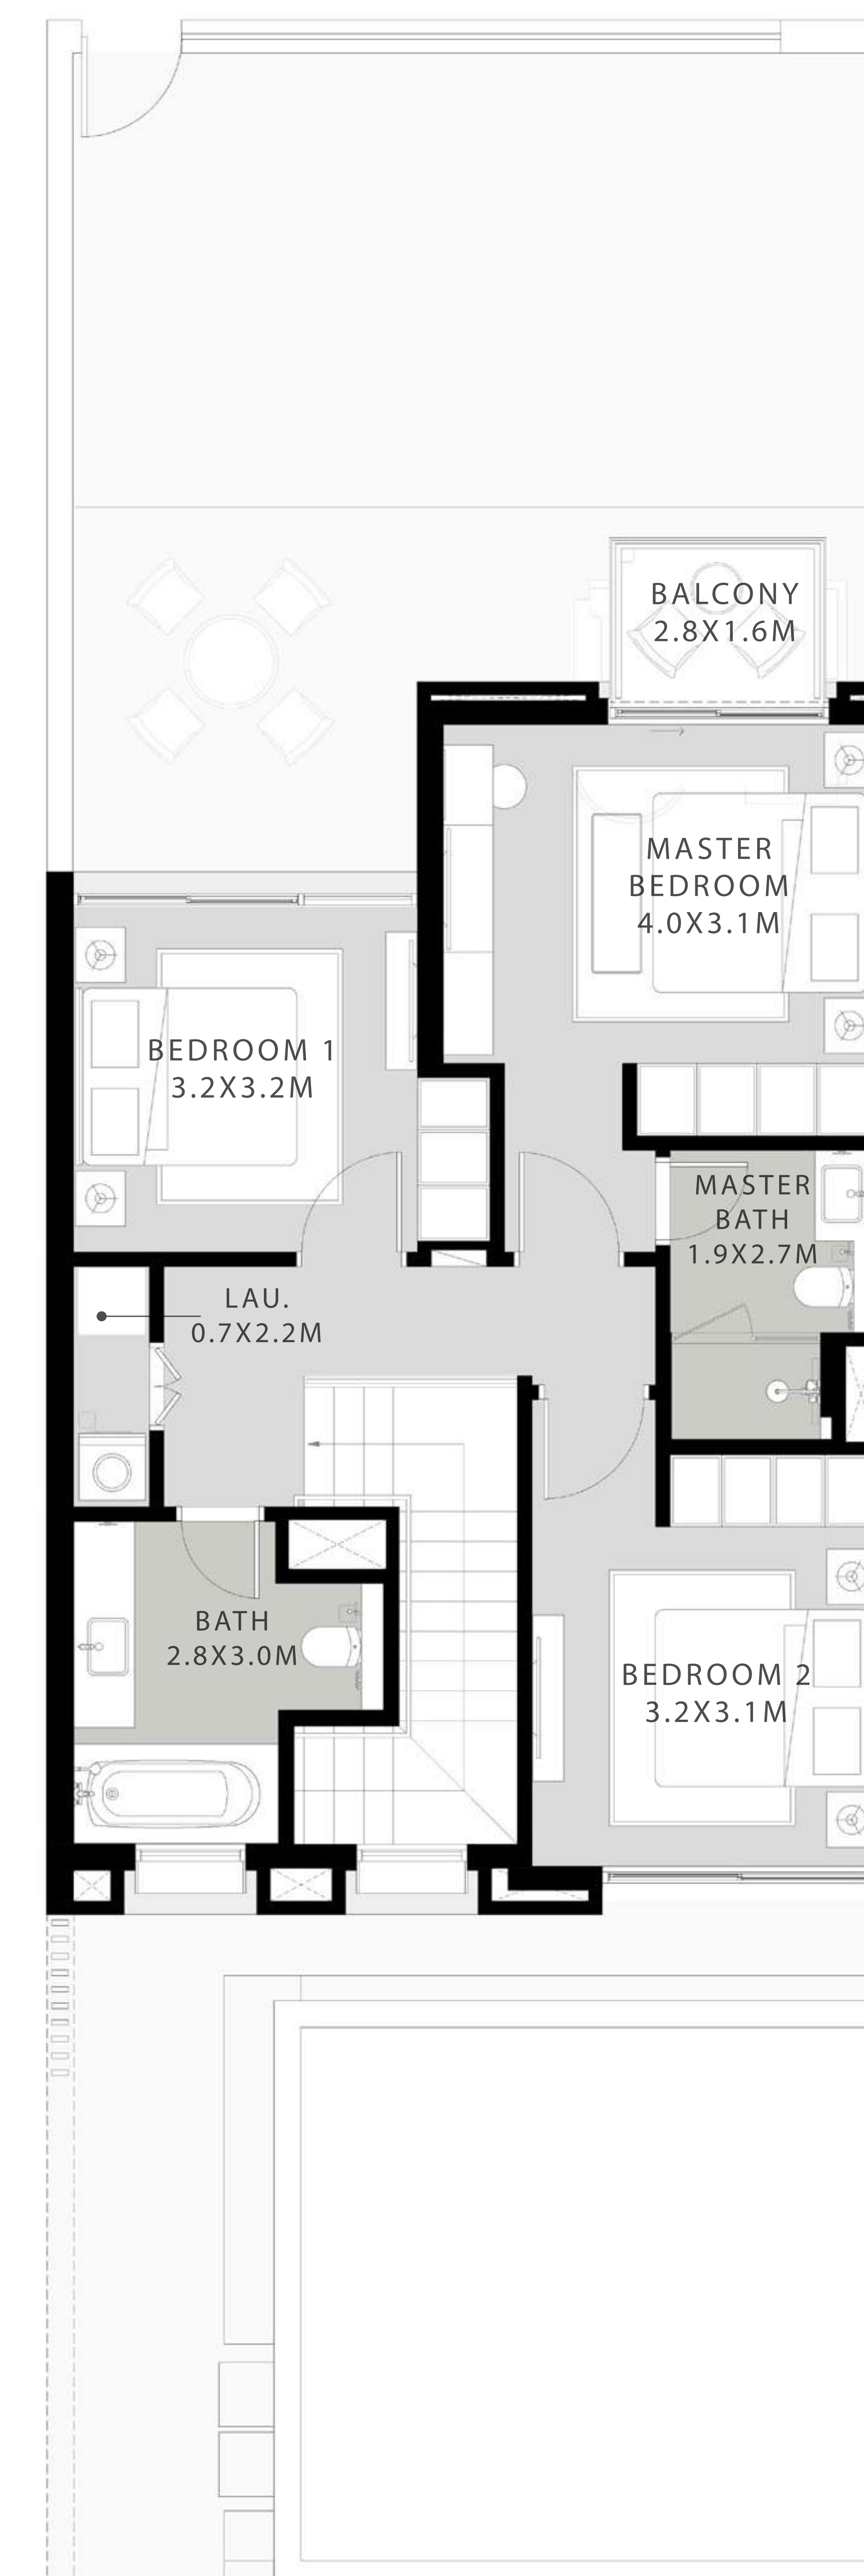 BALCONY
2.8X1.6M
MASTER
BEDROOM
4.0X3.1M
BEDROOM 1
3.2X3.2M
MASTER
BATH
1.9X2.7M
LAU.
0.7X2.2M
BATH
2.8X3.0M
BEDROOM 2
3.2X3.1M